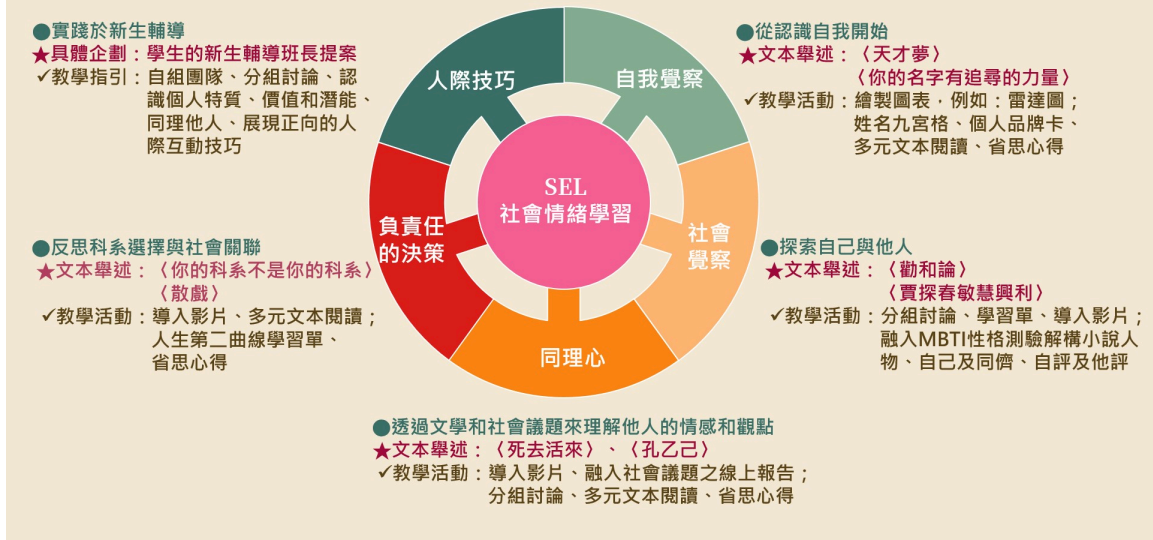 ●實踐於新生輔導
★具體企劃：學生的新生輔導班長提案
✓教學指引：自組團隊、分組討論、認
識個人特質、價值和潛能、
同理他人、展現正向的人
際互動技巧
●從認識自我開始
★文本舉述：〈天才夢〉
〈你的名字有追尋的力量〉
✓教學活動：繪製圖表，例如：雷達圖；
姓名九宮格、個人品牌卡、
多元文本閱讀、省思心得
人際技巧
自我覺察
SEL
社會情緒學習
負責任
的決策
社會
覺察
同理心
●反思科系選擇與社會關聯
★文本舉述：〈你的科系不是你的科系〉
〈散戲〉
✓教學活動：導入影片、多元文本閱讀；
人生第二曲線學習單、
省思心得
●探索自己與他人
★文本舉述：〈勸和論〉
〈賈探春敏慧興利〉
✓教學活動：分組討論、學習單、導入影片；
融入MBTI性格測驗解構小說人
物、自己及同儕、自評及他評
●透過文學和社會議題來理解他人的情感和觀點
★文本舉述：〈死去活來〉、〈孔乙己〉
✓教學活動：導入影片、融入社會議題之線上報告；
分組討論、多元文本閱讀、省思心得